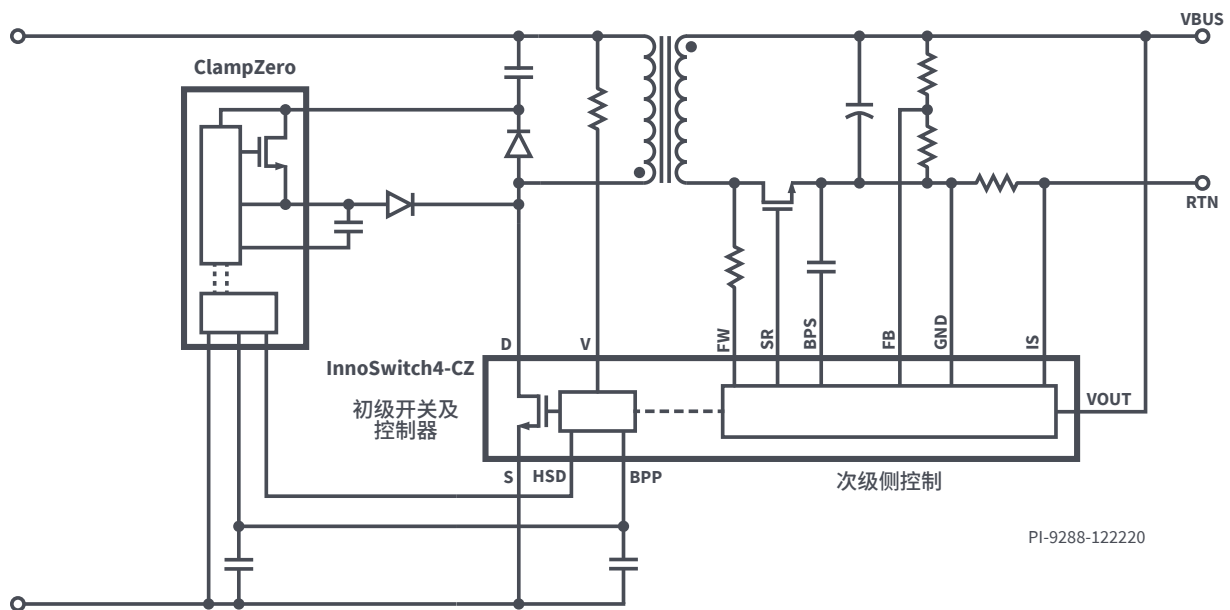 VBUS
ClampZero
RTN
D
V
FW
SR
BPS
FB
GND
IS
InnoSwitch4-CZ
初级开关及
控制器
VOUT
S
HSD
BPP
次级侧控制
PI-9288-122220